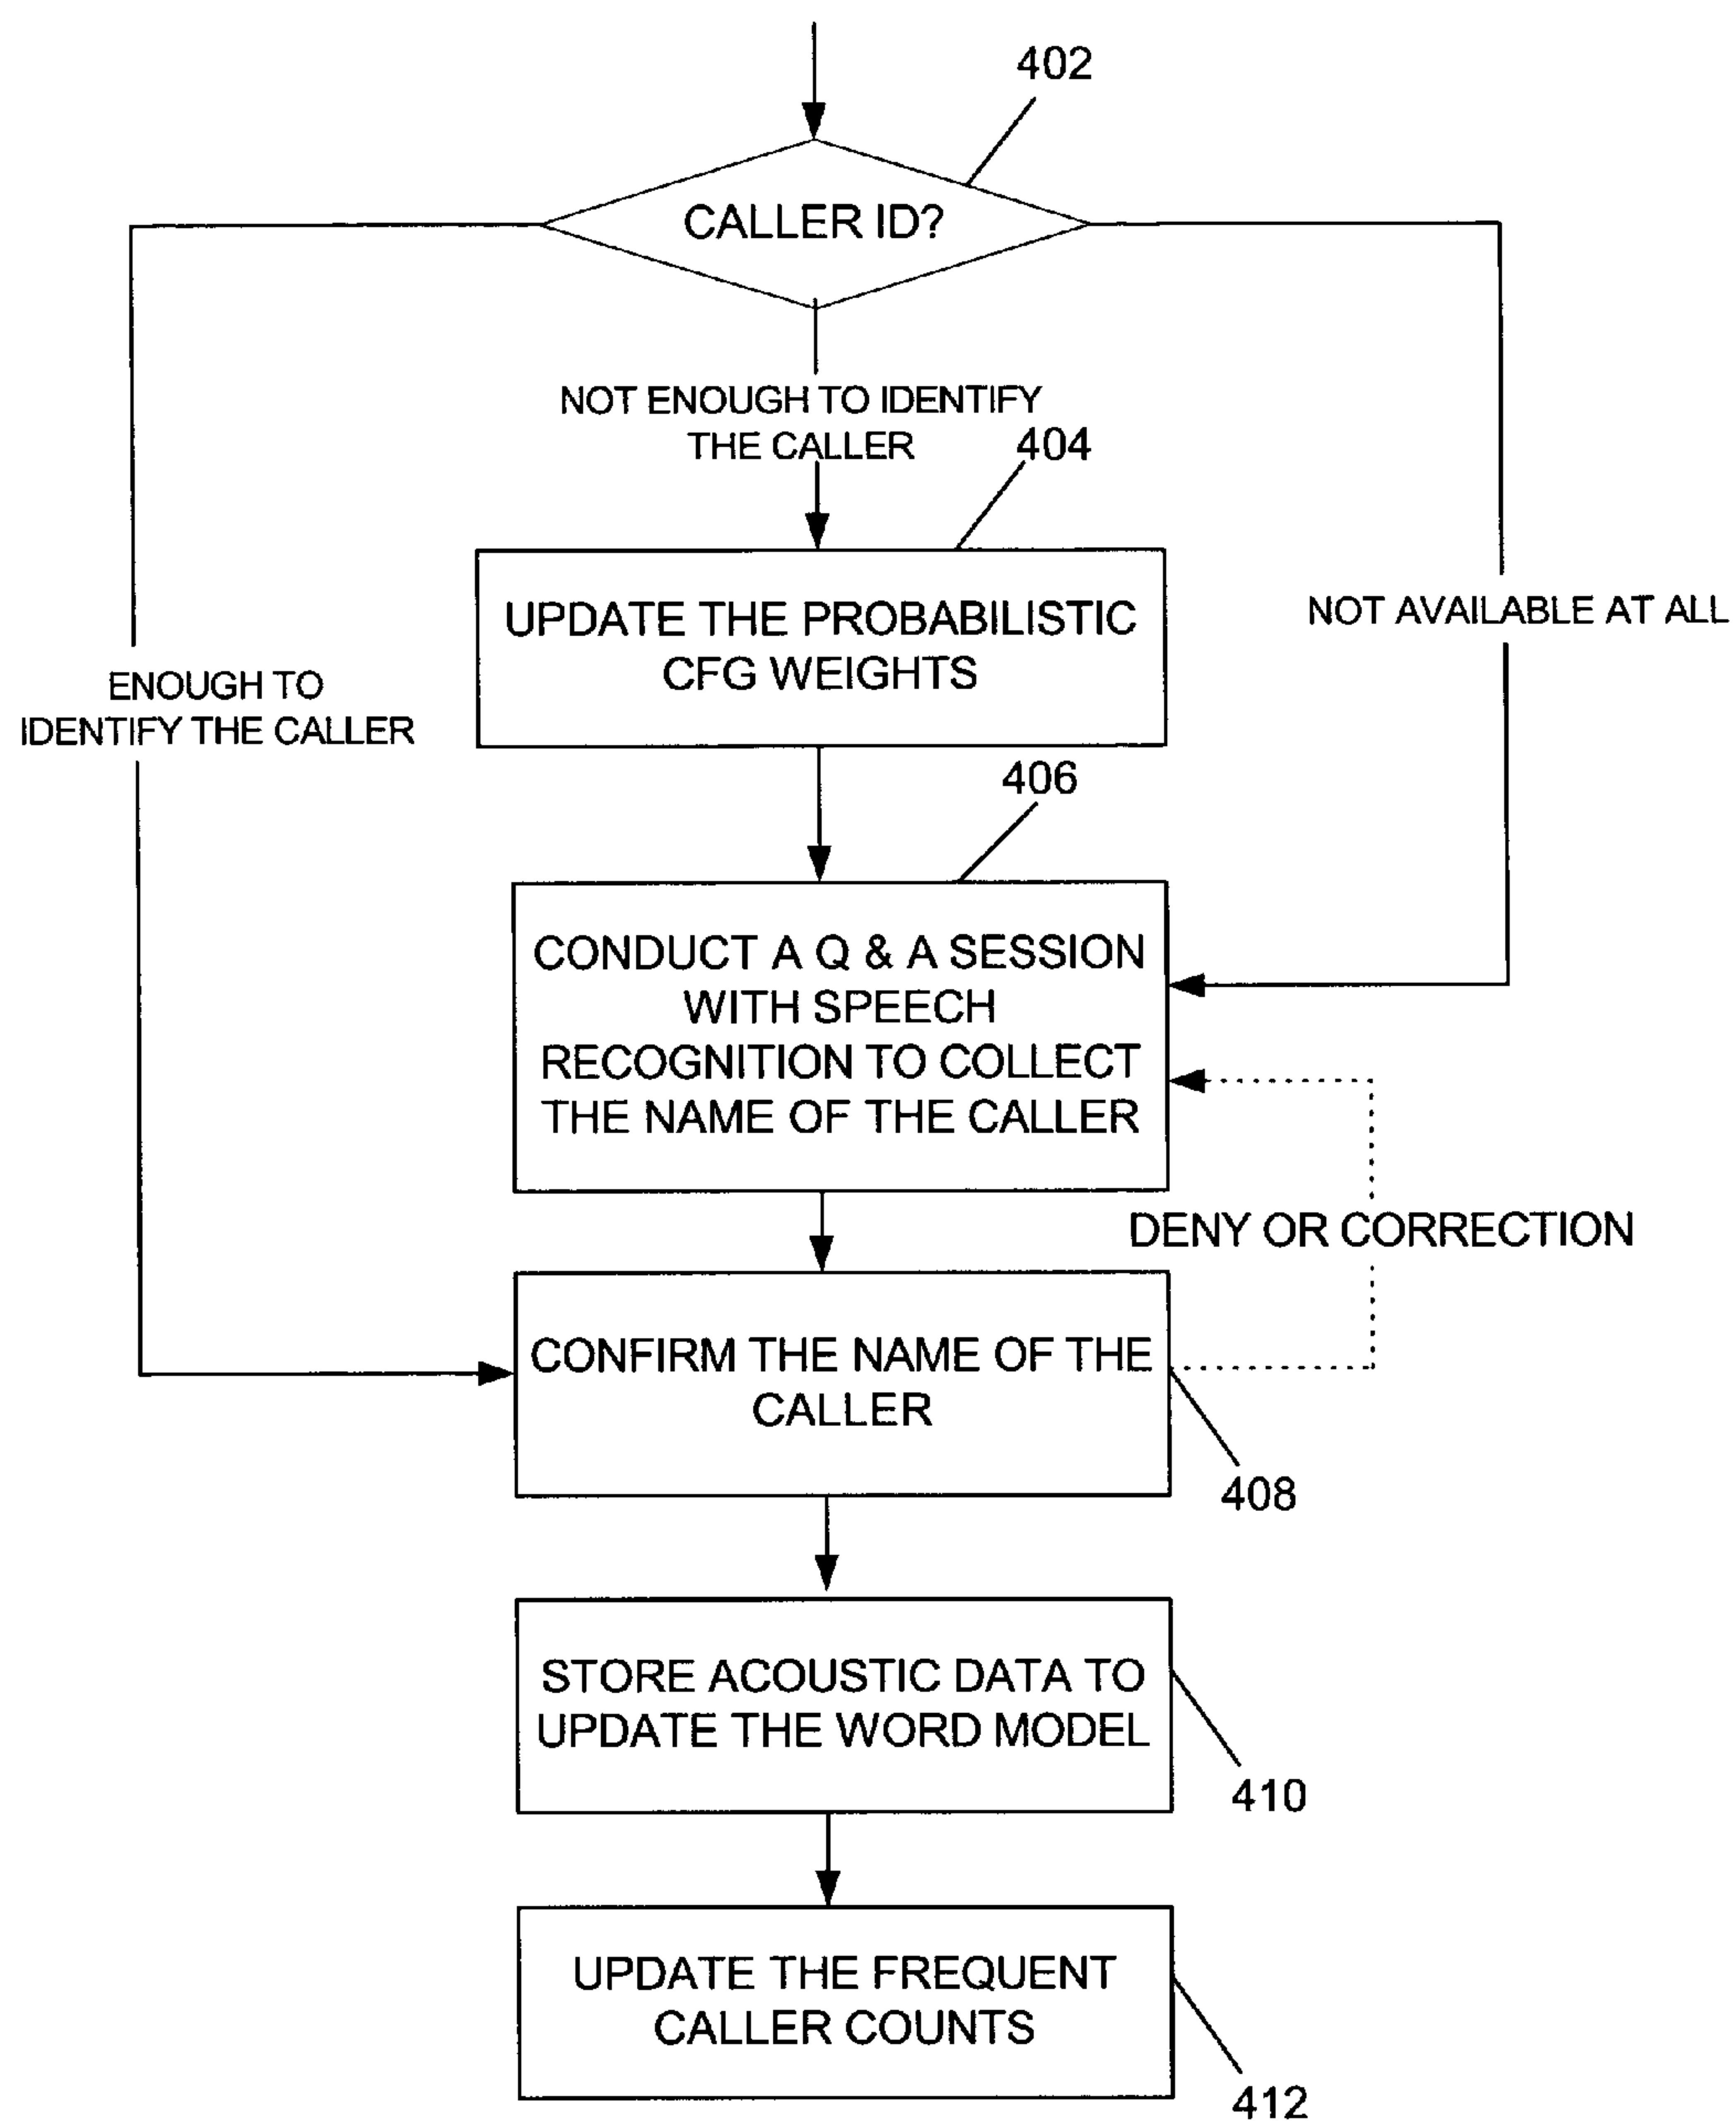 402
CALLER ID?
NOT ENOUGH TO IDENTIFY
THE CALLER
404
UPDATE THE PROBABILISTIC
CFG WEIGHTS
NOT AVAILABLE AT ALL
ENOUGH TO
IDENTIFY THE CALLER
406
CONDUCT A Q & A SESSION
WITH SPEECH
RECOGNITION TO COLLECT
THE NAME OF THE CALLER
DENY OR CORRECTION
CONFIRM THE NAME OF THE
CALLER
408
STORE ACOUSTIC DATA TO
UPDATE THE WORD MODEL
410
UPDATE THE FREQUENT
CALLER COUNTS
412